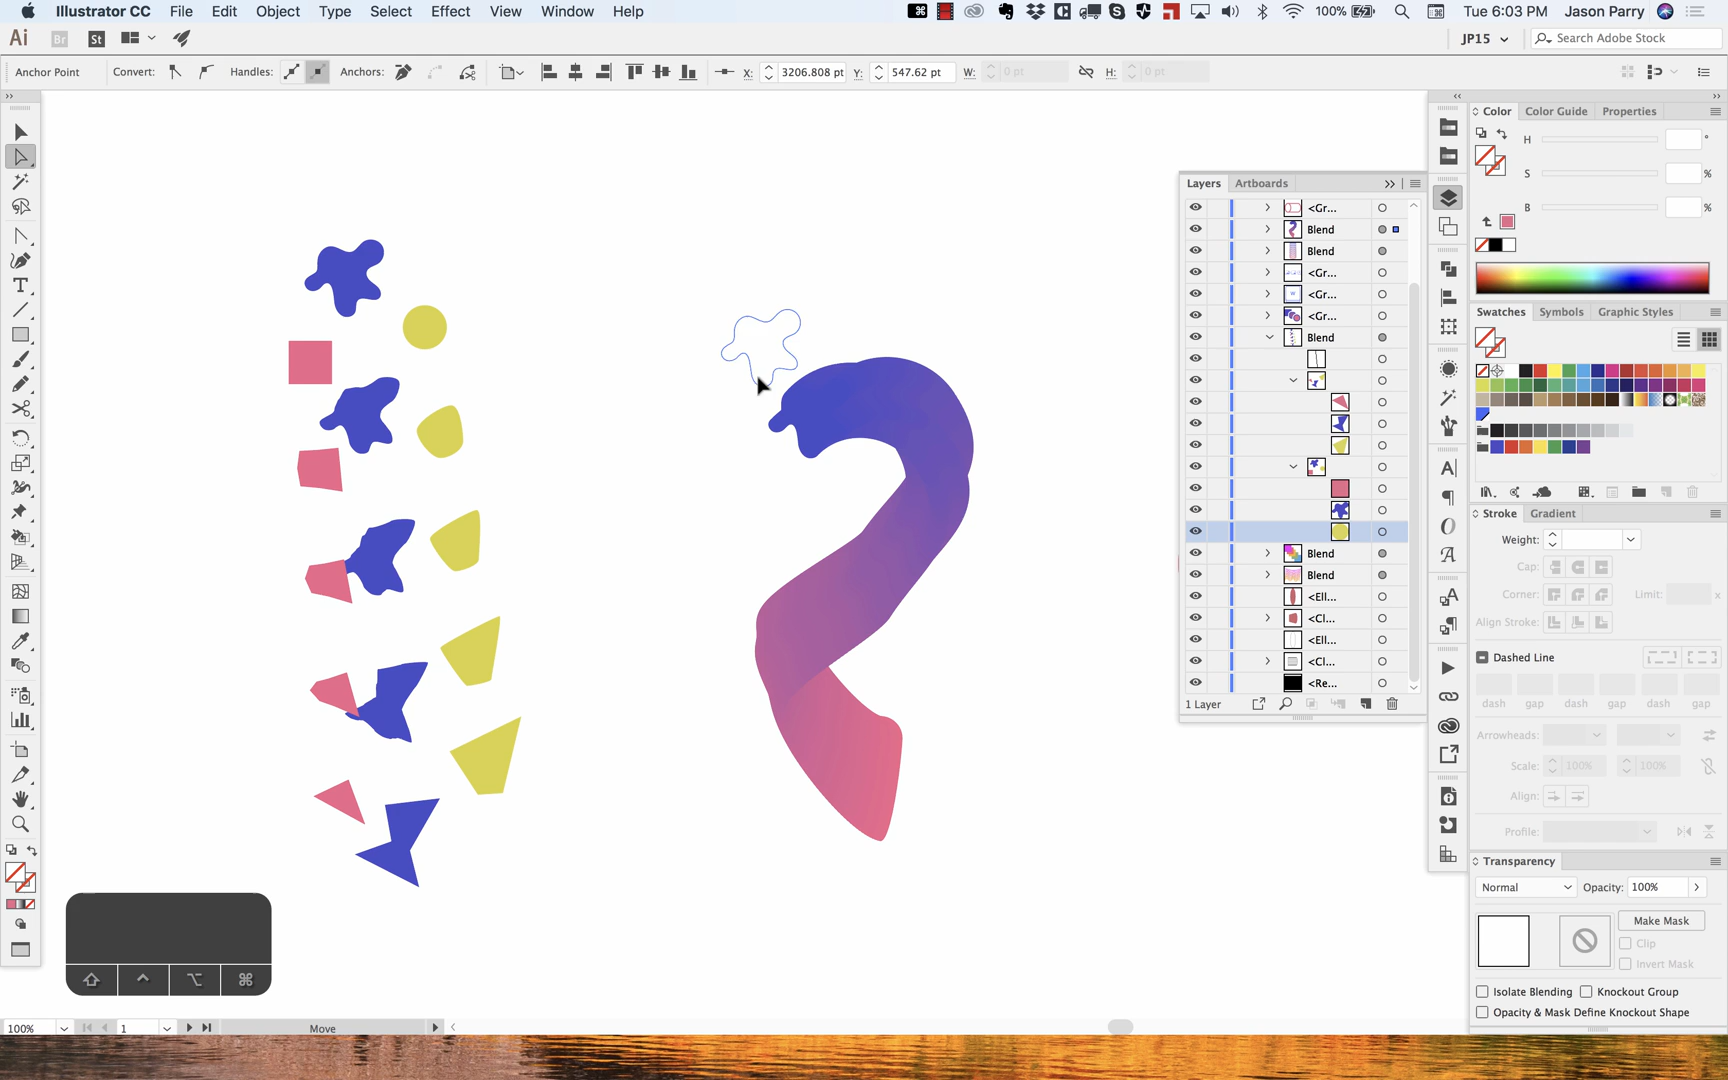 Illustrator CC File Edit Object Type Select Effect View Window Help 100% Tue 6:03 PM Jason Parry
Ai Br St JP15 Search Adobe Stock
Anchor Point Convert: Handles: Anchors: X: 3206.808 pt Y: 547.62 pt W: 0 pt H: 0 pt
Color Color Guide Properties
H °
S %
B %
Layers Artboards
<Gr...
Blend
Blend
<Gr...
<Gr...
<Gr...
Blend
Blend
Blend
<Ell...
<Cl...
<Ell...
<Cl...
<Re...
1 Layer
Swatches Symbols Graphic Styles
Stroke Gradient
Weight:
Cap:
Corner: Limit: x
Align Stroke:
Dashed Line
dash gap dash gap dash gap
Arrowheads:
Scale: 100% 100%
Align:
Profile:
Transparency
Normal Opacity: 100%
Make Mask
Clip
Invert Mask
Isolate Blending Knockout Group
Opacity & Mask Define Knockout Shape
100% 1 Move